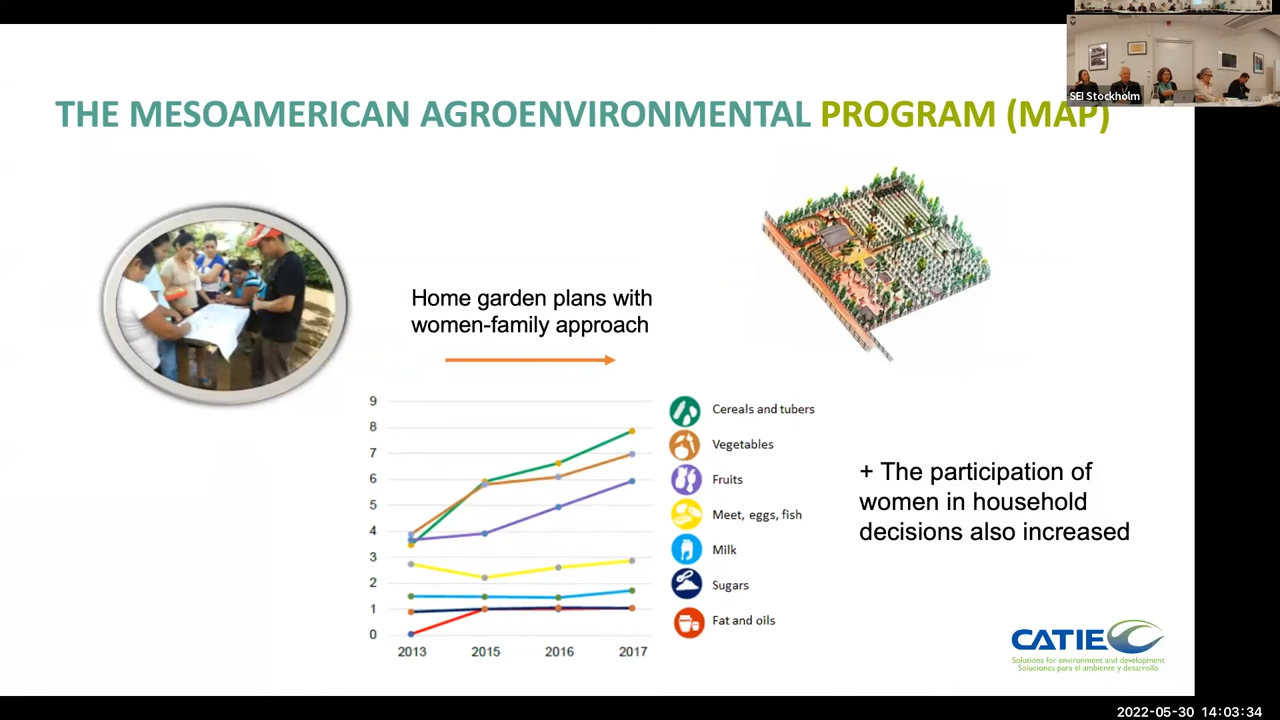 SEI Stockholm
THE MESOAMERICAN AGROENVIRONMENTAL PROGRAM (MAP)
Home garden plans with
women-family approach
9
8
7
6
5
4
3
2
1
0
2013 2015 2016 2017
Cereals and tubers
Vegetables
Fruits
Meet, eggs, fish
Milk
Sugars
Fat and oils
+ The participation of
women in household
decisions also increased
CATIE
Solutions for environment and development
Soluciones para el ambiente y desarrollo
2022-05-30 14:03:34